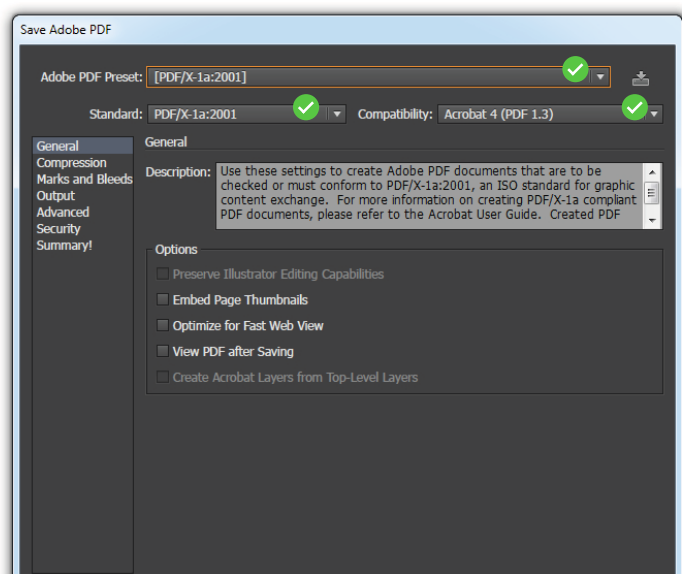 Save Adobe PDF
Adobe PDF Preset: [PDF/X-1a:2001]
Standard: PDF/X-1a:2001 Compatibility: Acrobat 4 (PDF 1.3)
General
Compression
Marks and Bleeds
Output
Advanced
Security
Summary!
General
Description: Use these settings to create Adobe PDF documents that are to be
checked or must conform to PDF/X-1a:2001, an ISO standard for graphic
content exchange. For more information on creating PDF/X-1a compliant
PDF documents, please refer to the Acrobat User Guide. Created PDF
Options
Preserve Illustrator Editing Capabilities
Embed Page Thumbnails
Optimize for Fast Web View
View PDF after Saving
Create Acrobat Layers from Top-Level Layers